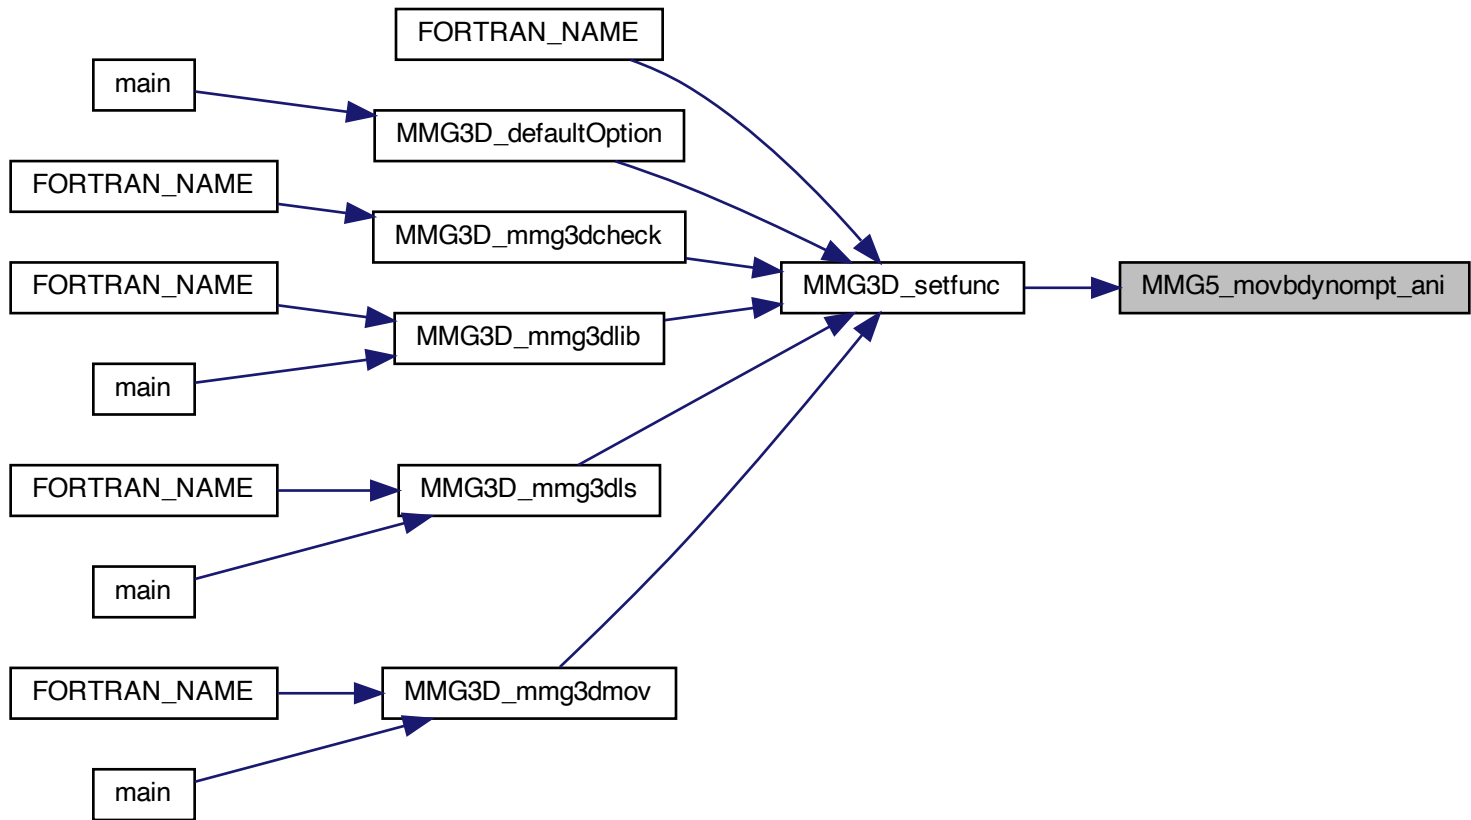 FORTRAN_NAME
main
MMG3D_defaultOption
FORTRAN_NAME
MMG3D_mmg3dcheck
FORTRAN_NAME
MMG3D_setfunc
MMG5_movbdynompt_ani
MMG3D_mmg3dlib
main
FORTRAN_NAME
MMG3D_mmg3dls
main
FORTRAN_NAME
MMG3D_mmg3dmov
main